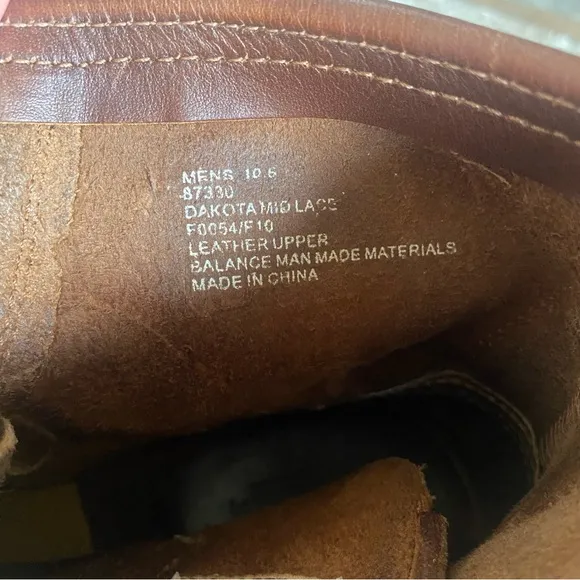 MENS 10.5
87330
DAKOTA MID LACE
F0054/F10
LEATHER UPPER
BALANCE MAN MADE MATERIALS
MADE IN CHINA